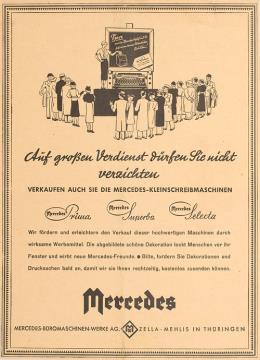 Auf großen Verdienst dürfen Sie nicht
verzichten
VERKAUFEN AUCH SIE DIE MERCEDES-KLEINSCHREIBMASCHINEN
Mercedes Prima Mercedes Superba Mercedes Selecta
Wir fördern und erleichtern den Verkauf dieser hochwertigen Maschinen durch
wirksame Werbemittel. Die abgebildete schöne Dekoration lockt Menschen vor Ihr
Fenster und wirbt neue Mercedes-Freunde. ● Bitte, fordern Sie Dekorationen und
Drucksachen bald an, damit wir sie Ihnen rechtzeitig, kostenlos zusenden können.
Mercedes
MERCEDES-BÜROMASCHINEN-WERKE AG. ZELLA-MEHLIS IN THÜRINGEN